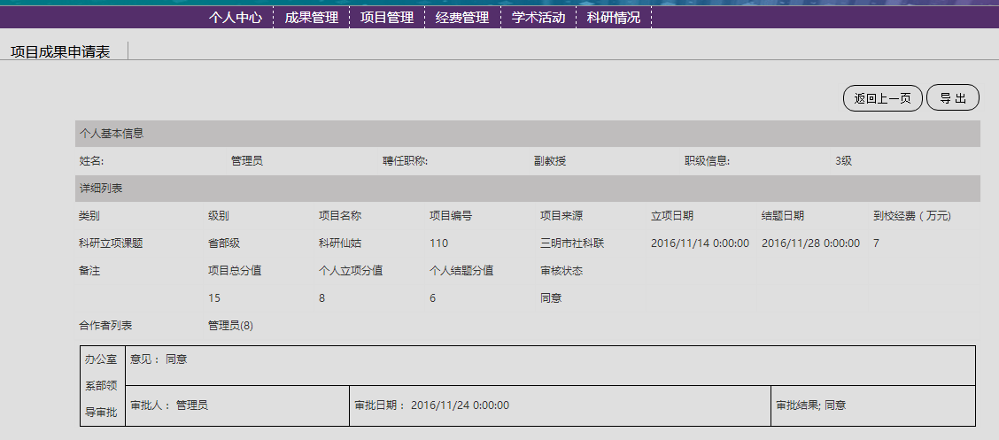 个人中心 成果管理 项目管理 经费管理 学术活动 科研情况
项目成果申请表
返回上一页 导 出
个人基本信息
姓名: 管理员 聘任职称: 副教授 职级信息: 3级
详细列表
类别 级别 项目名称 项目编号 项目来源 立项日期 结题日期 到校经费（万元)
科研立项课题 省部级 科研仙姑 110 三明市社科联 2016/11/14 0:00:00 2016/11/28 0:00:00 7
备注 项目总分值 个人立项分值 个人结题分值 审核状态
15 8 6 同意
合作者列表 管理员(8)
办公室系部领导审批
意见： 同意
审批人： 管理员 审批日期： 2016/11/24 0:00:00 审批结果; 同意